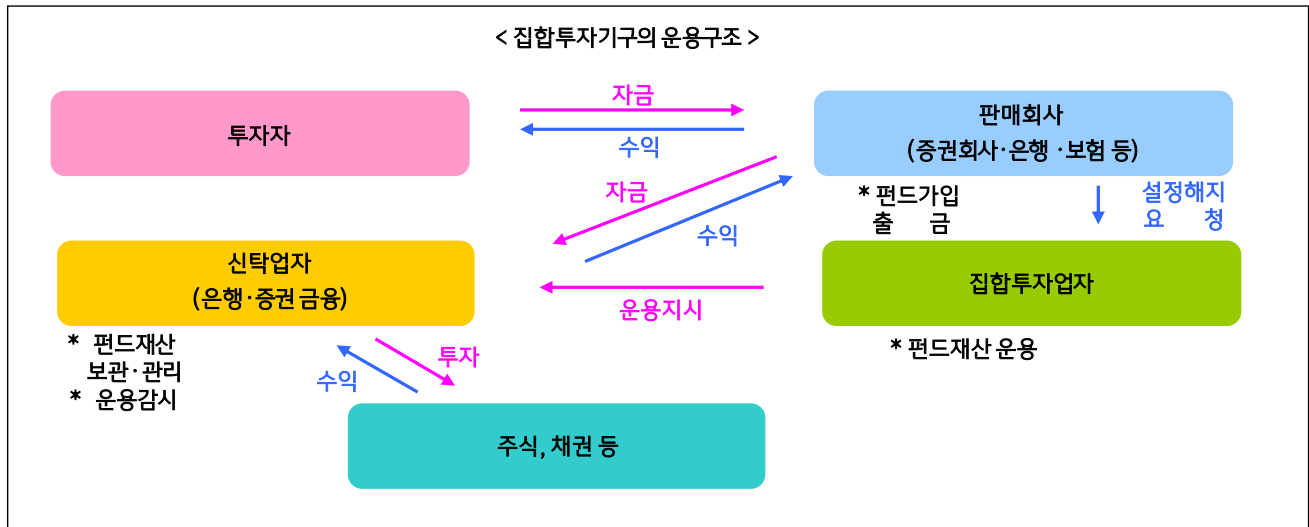 < 집합투자기구의 운용구조 >
투자자
자금
수익
판매회사
(증권회사·은행 ·보험 등)
자금
수익
* 펀드가입
출 금
설정해지
요 청
신탁업자
(은행·증권 금융)
운용지시
집합투자업자
* 펀드재산
보관·관리
* 운용감시
* 펀드재산 운용
투자
수익
주식, 채권 등